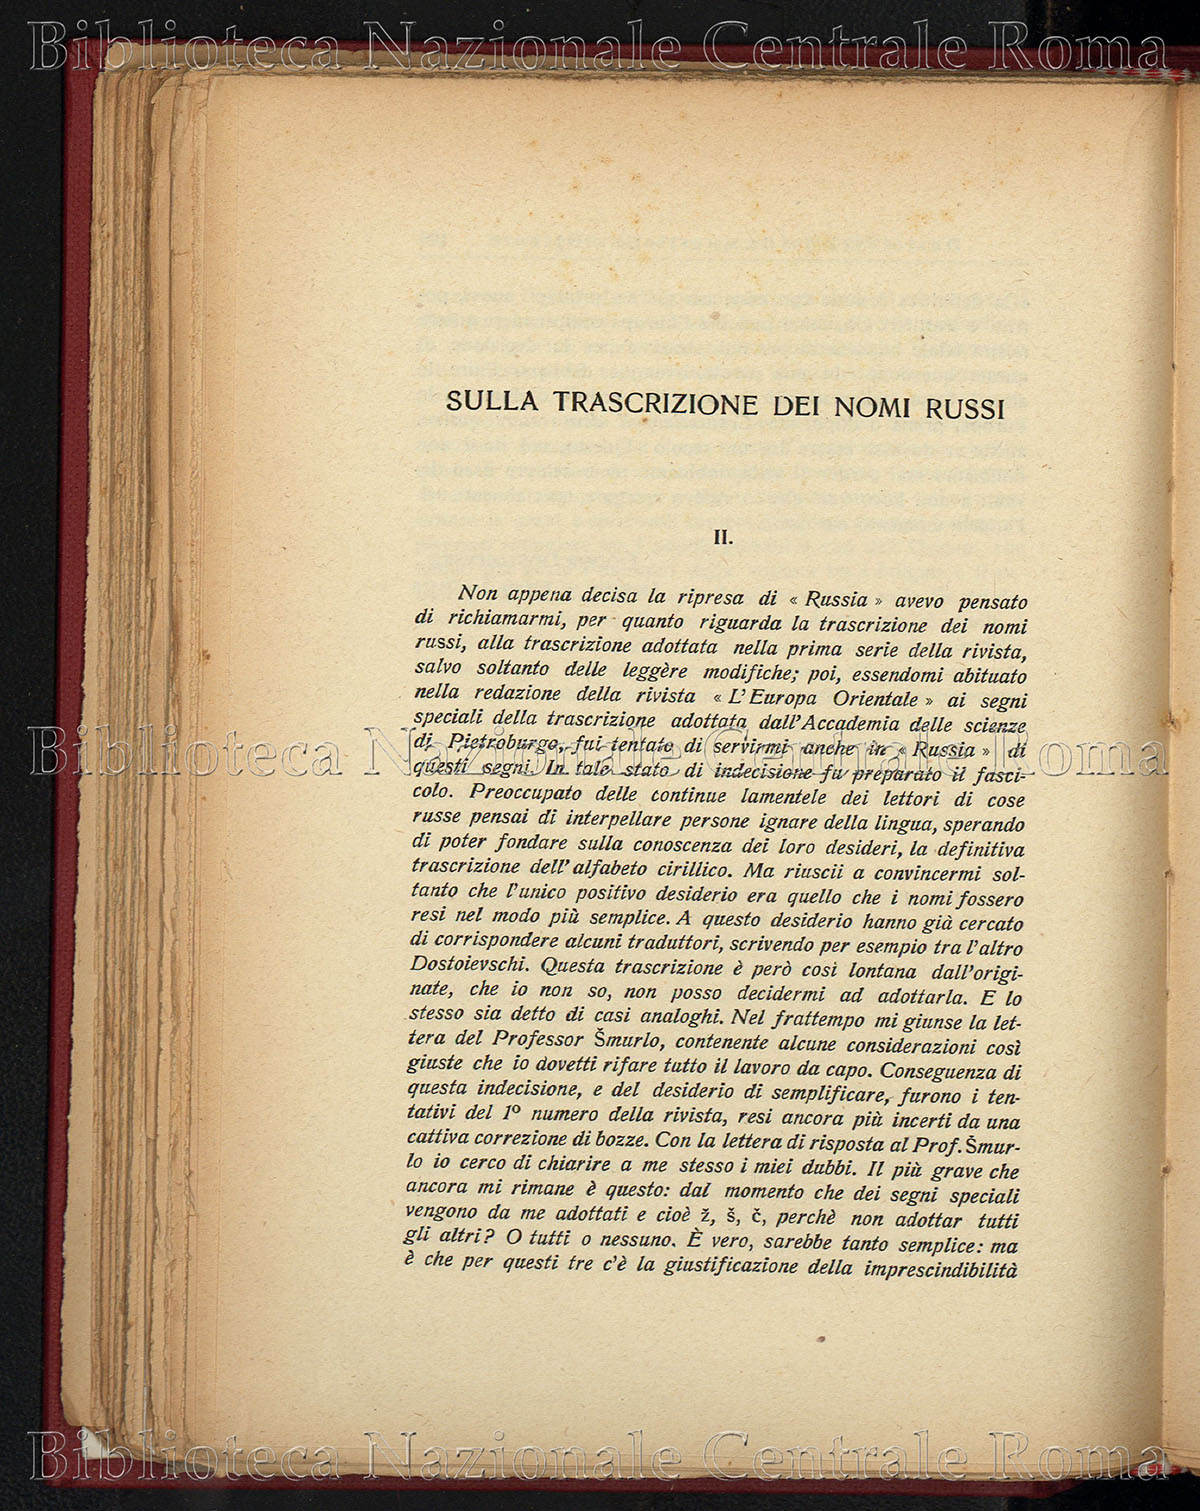 Biblioteca Nazionale Centrale Roma
SULLA TRASCRIZIONE DEI NOMI RUSSI
II.
Non appena decisa la ripresa di « Russia » avevo pensato
di richiamarmi, per quanto riguarda la trascrizione dei nomi
russi, alla trascrizione adottata nella prima serie della rivista,
salvo soltanto delle leggère modifiche; poi, essendomi abituato
nella redazione della rivista « L'Europa Orientale » ai segni
speciali della trascrizione adottata dall'Accademia delle scienze
di Pietroburgo, fui tentato di servirmi anche in « Russia » di
Biblioteca Nazionale Centrale Roma
questi segni. In tale stato di indecisione fu preparato il fasci-
colo. Preoccupato delle continue lamentele dei lettori di cose
russe pensai di interpellare persone ignare della lingua, sperando
di poter fondare sulla conoscenza dei loro desideri, la definitiva
trascrizione dell' alfabeto cirillico. Ma riuscii a convincermi sol-
tanto che l'unico positivo desiderio era quello che i nomi fossero
resi nel modo più semplice. A questo desiderio hanno già cercato
di corrispondere alcuni traduttori, scrivendo per esempio tra l'altro
Dostoievschi. Questa trascrizione è però così lontana dall'origi-
nate, che io non so, non posso decidermi ad adottarla. E lo
stesso sia detto di casi analoghi. Nel frattempo mi giunse la let-
tera del Professor Šmurlo, contenente alcune considerazioni così
giuste che io dovetti rifare tutto il lavoro da capo. Conseguenza di
questa indecisione, e del desiderio di semplificare, furono i ten-
tativi del 1º numero della rivista, resi ancora più incerti da una
cattiva correzione di bozze. Con la lettera di risposta al Prof. Šmur-
lo io cerco di chiarire a me stesso i miei dubbi. Il più grave che
ancora mi rimane è questo: dal momento che dei segni speciali
vengono da me adottati e cioè ž, š, č, perchè non adottar tutti
gli altri? O tutti o nessuno. È vero, sarebbe tanto semplice: ma
è che per questi tre c'è la giustificazione della imprescindibilità
Biblioteca Nazionale Centrale Roma